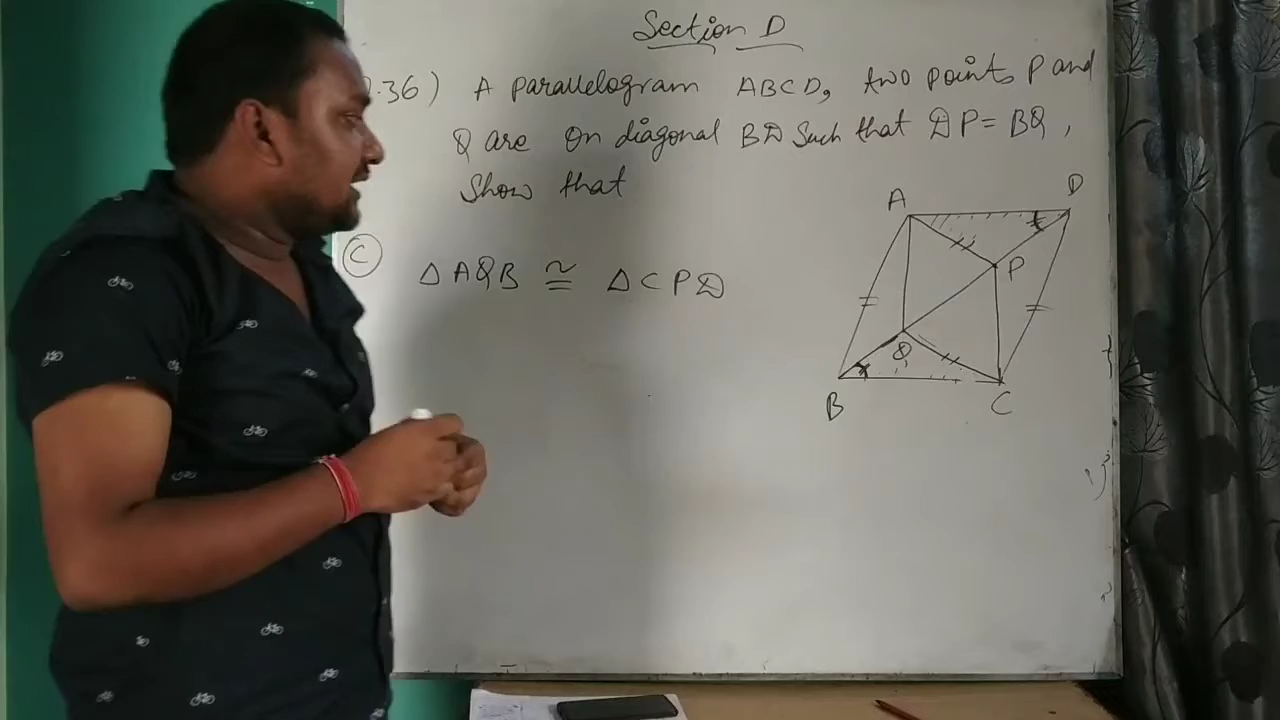 Section D
.36) A parallelogram ABCD, two points P and
Q are on diagonal BD Such that DP = BQ,
Show that
(C) Δ AQB ≅ Δ CPD
A
D
P
Q
B
C